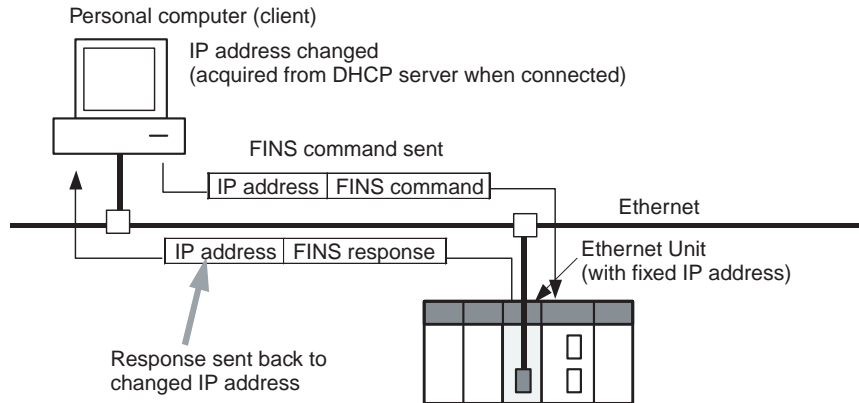 Personal computer (client)
IP address changed
(acquired from DHCP server when connected)
FINS command sent
IP address FINS command
Ethernet
IP address FINS response
Ethernet Unit
(with fixed IP address)
Response sent back to
changed IP address